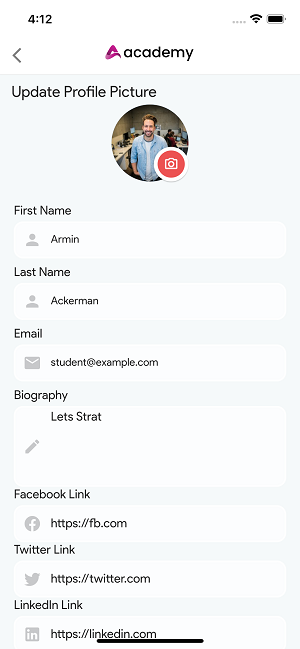 4:12
academy
Update Profile Picture
First Name
Armin
Last Name
Ackerman
Email
student@example.com
Biography
Lets Strat
Facebook Link
https://fb.com
Twitter Link
https://twitter.com
LinkedIn Link
https://linkedin.com